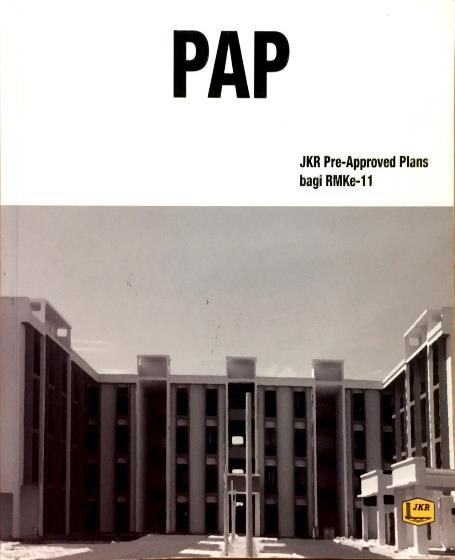 PAP
JKR Pre-Approved Plans
bagi RMKe-11
JKR